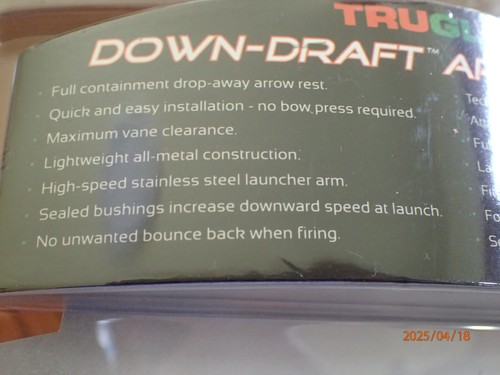 TRUGL
DOWN-DRAFT™ AR
• Full containment drop-away arrow rest.
• Quick and easy installation - no bow press required.
• Maximum vane clearance.
• Lightweight all-metal construction.
• High-speed stainless steel launcher arm.
• Sealed bushings increase downward speed at launch.
• No unwanted bounce back when firing.
2025/04/18